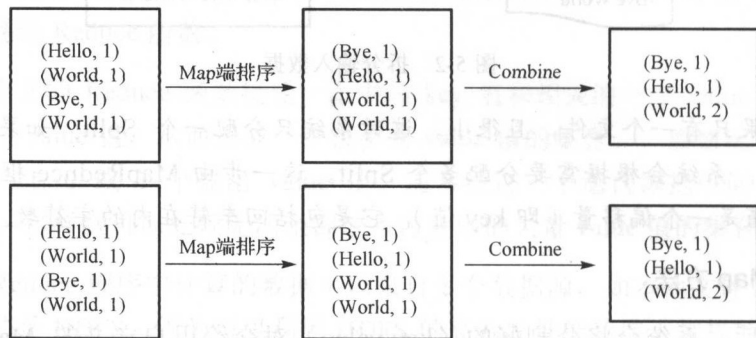 (Hello, 1)
(World, 1)
(Bye, 1)
(World, 1)
Map端排序
(Bye, 1)
(Hello, 1)
(World, 1)
(World, 1)
Combine
(Bye, 1)
(Hello, 1)
(World, 2)
(Hello, 1)
(World, 1)
(Bye, 1)
(World, 1)
Map端排序
(Bye, 1)
(Hello, 1)
(World, 1)
(World, 1)
Combine
(Bye, 1)
(Hello, 1)
(World, 2)